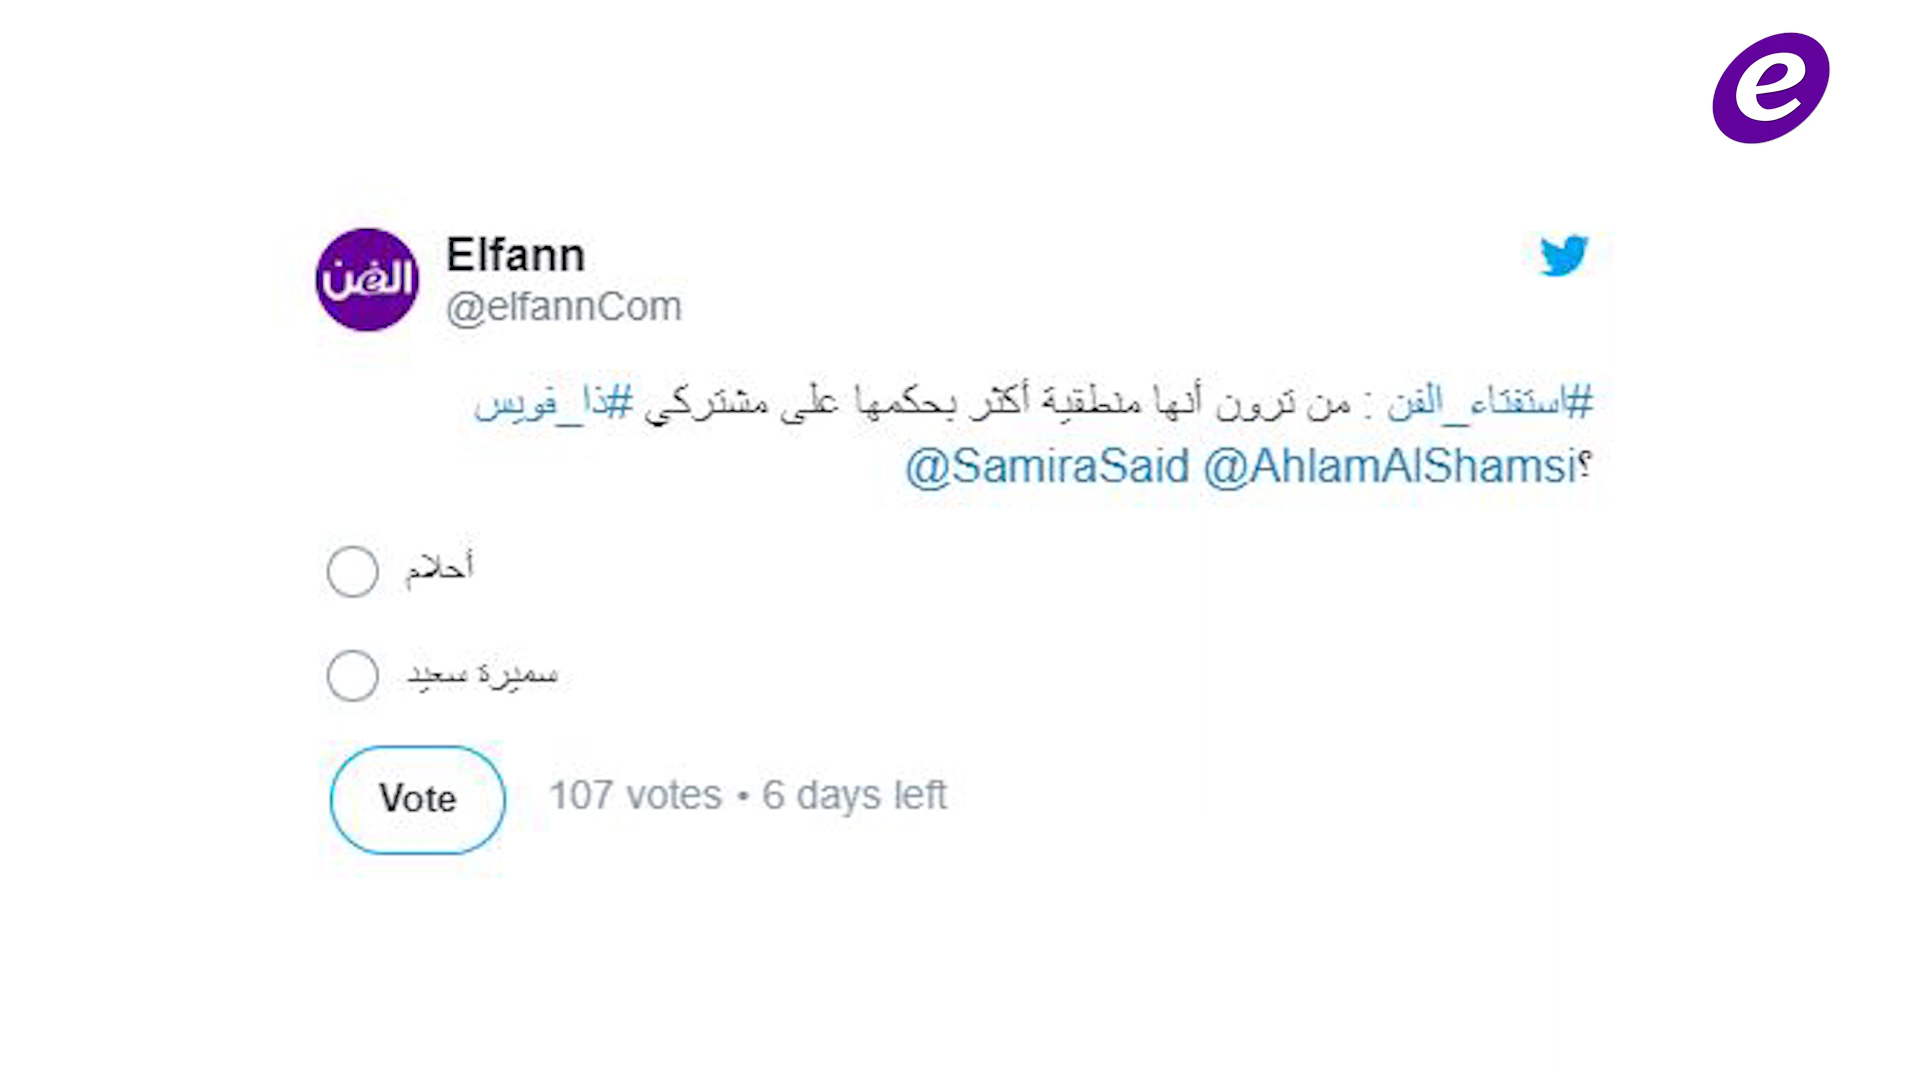 e
الفن
Elfann
@elfannCom
#استفتاء_الفن : من ترون أنها منطقية أكثر بحكمها على مشتركي #ذا_فويس
@SamiraSaid @AhlamAlShamsi؟
أحلام
سميرة سعيد
Vote
107 votes • 6 days left